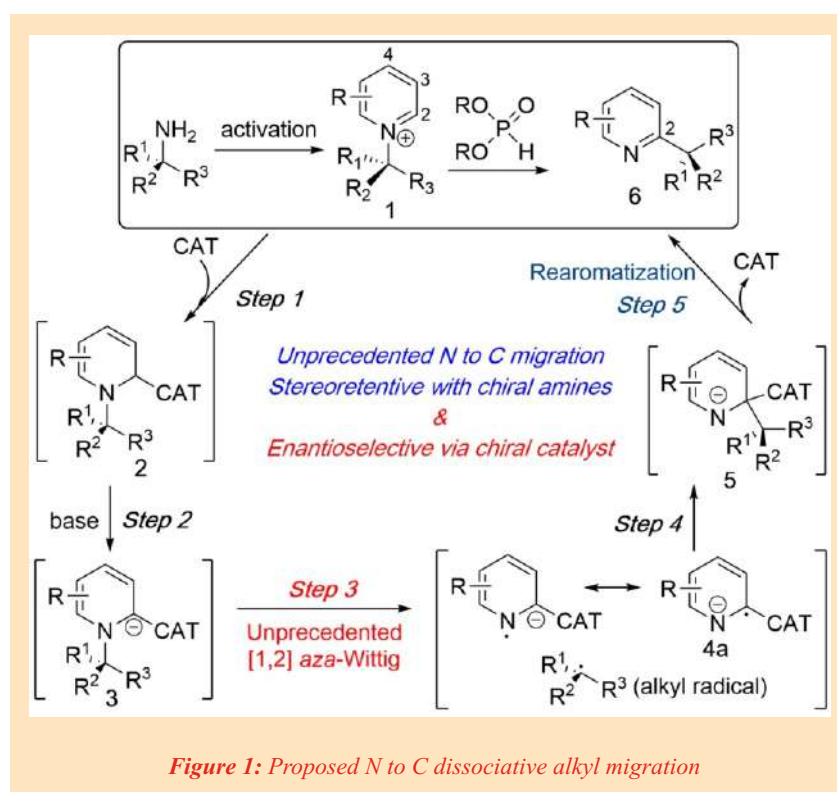 4
3
2
R
N
⊕
NH₂
R¹
R²
R³
activation
R₁
R₂
R₃
1
RO
O
P
RO
H
R
2
N
R³
R¹
R²
6
CAT
Step 1
Rearomatization
Step 5
CAT
R
N
CAT
R¹
R²
R³
2
Unprecedented N to C migration
Stereoretentive with chiral amines
&
Enantioselective via chiral catalyst
R
⊖
N
CAT
R¹
R³
R²
5
base
Step 2
Step 4
R
N
⊖
CAT
R¹
R²
R³
3
Step 3
Unprecedented
[1,2] aza-Wittig
R
N
⊖
CAT
R
⊖
N
CAT
4a
R¹
R²
R³ (alkyl radical)
Figure 1: Proposed N to C dissociative alkyl migration